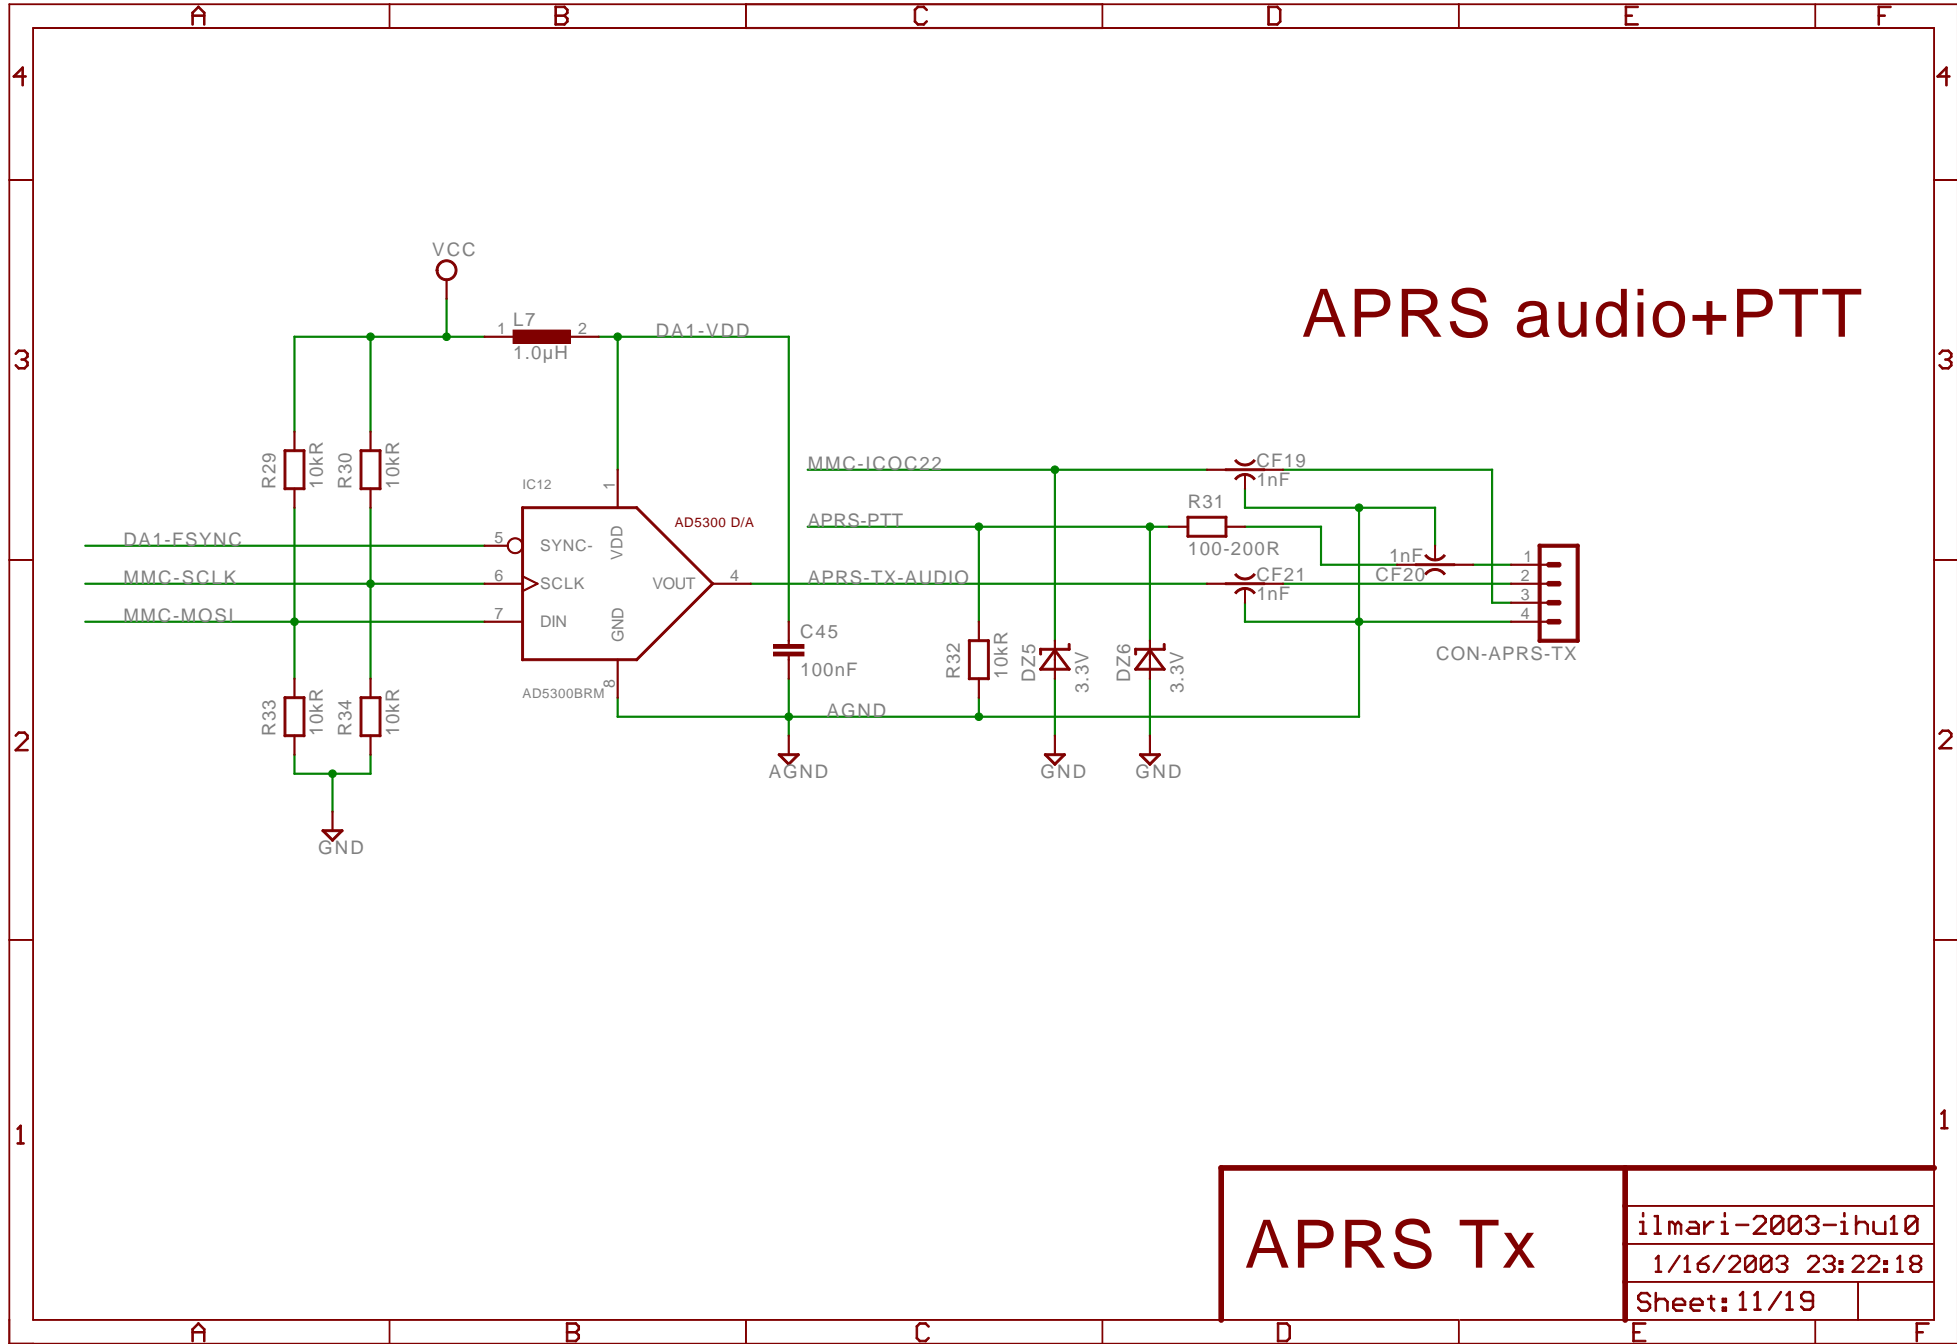 A B C D E F
4 4
VCC
APRS audio+PTT
L7
1 2 DA1-VDD
1.0µH
3 3
R29 10kR R30 10kR
MMC-ICOC22
CF19
1nF
IC12
1
AD5300 D/A
R31
APRS-PTT
100-200R
DA1-FSYNC 5 SYNC- VDD
1nF
CF20
1
MMC-SCLK 6 SCLK VOUT 4 APRS-TX-AUDIO
CF21
1nF
2
3
MMC-MOSI 7 DIN GND
4
C45
100nF
R32 10kR DZ5 3.3V DZ6 3.3V
CON-APRS-TX
AD5300BRM 8
R33 10kR R34 10kR
AGND
2 2
AGND GND GND
GND
1 1
APRS Tx
ilmari-2003-ihu10
1/16/2003 23:22:18
Sheet: 11/19
A B C D E F